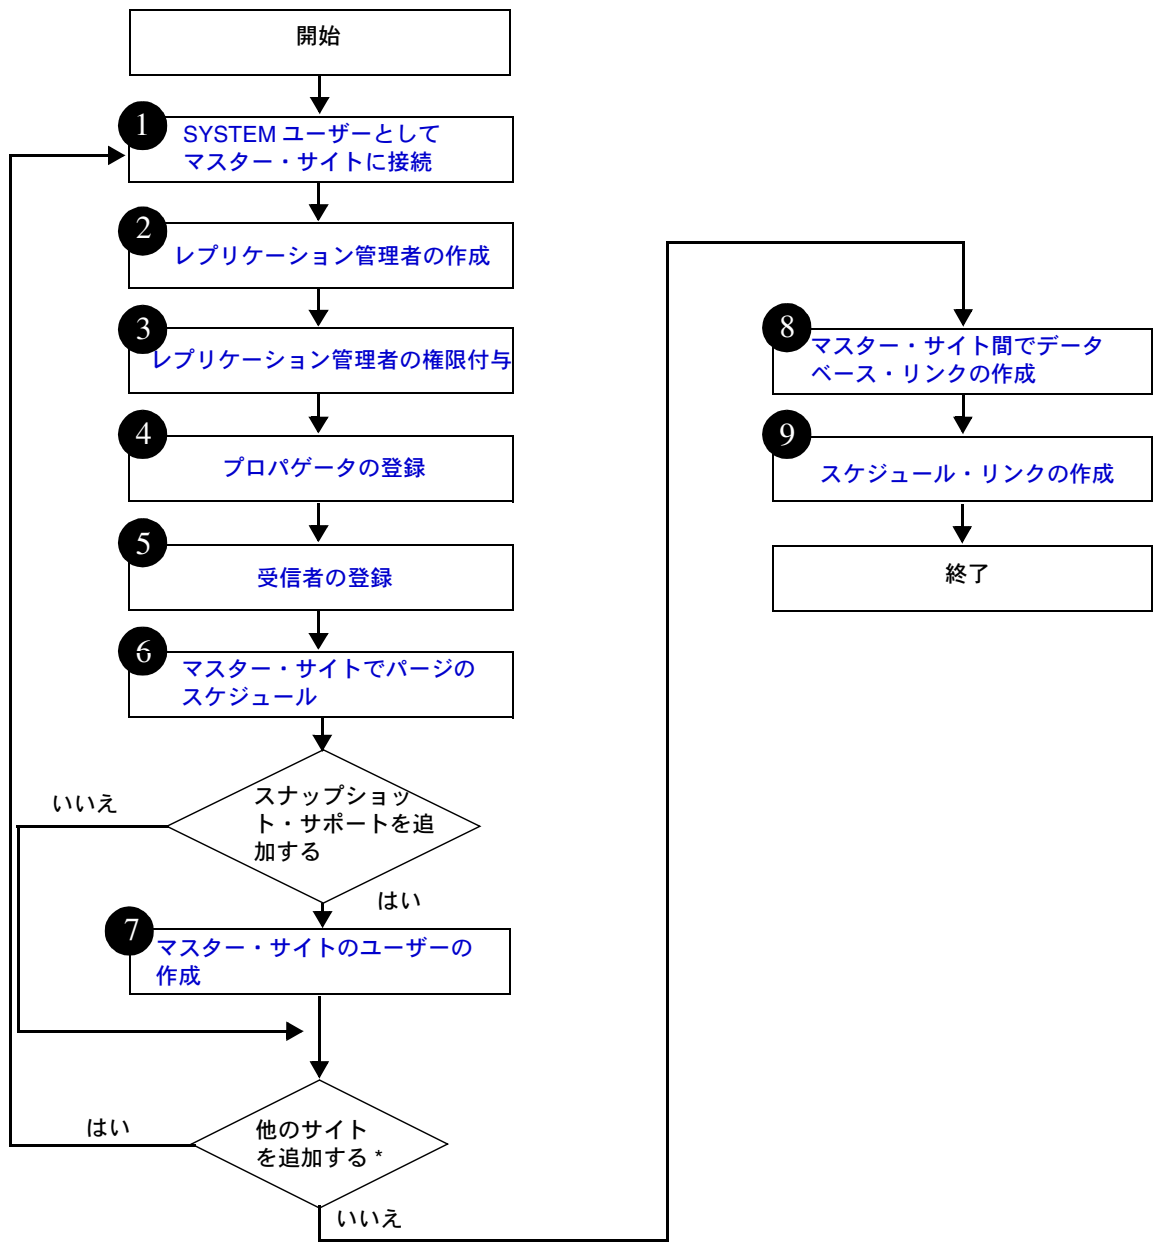 開始
1
SYSTEM ユーザーとして
マスター・サイトに接続
2
レプリケーション管理者の作成
3
レプリケーション管理者の権限付与
4
プロパゲータの登録
5
受信者の登録
6
マスター・サイトでパージの
スケジュール
スナップショッ
ト・サポートを追
加する
いいえ
はい
7
マスター・サイトのユーザーの
作成
他のサイト
を追加する *
はい
いいえ
8
マスター・サイト間でデータ
ベース・リンクの作成
9
スケジュール・リンクの作成
終了